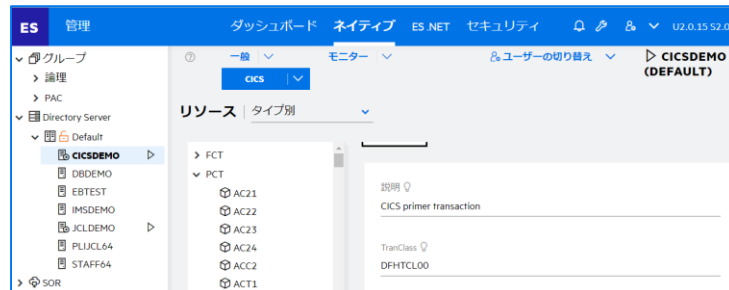 ES 管理 ダッシュボード ネイティブ ES .NET セキュリティ U2.0.15 S2.0
グループ
論理
PAC
Directory Server
Default
CICSDEMO
DBDEMO
EBTEST
IMSDEMO
JCLDEMO
PLIJCL64
STAFF64
SOR
一般 モニター ユーザーの切り替え CICSDEMO
(DEFAULT)
CICS
リソース タイプ別
FCT
PCT
AC21
AC22
AC23
AC24
ACC2
ACT1
説明
CICS primer transaction
TranClass
DFHTCL00